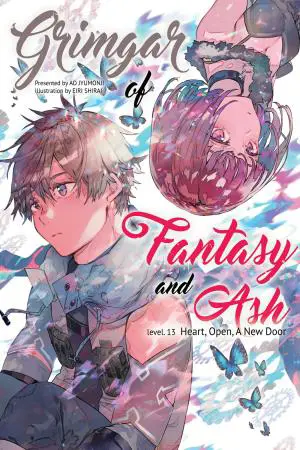 Grimgar
Presented by AO JYUMONJI
Illustration by EIRI SHIRAI
of
Fantasy
and
Ash
level. 13 Heart, Open, A New Door